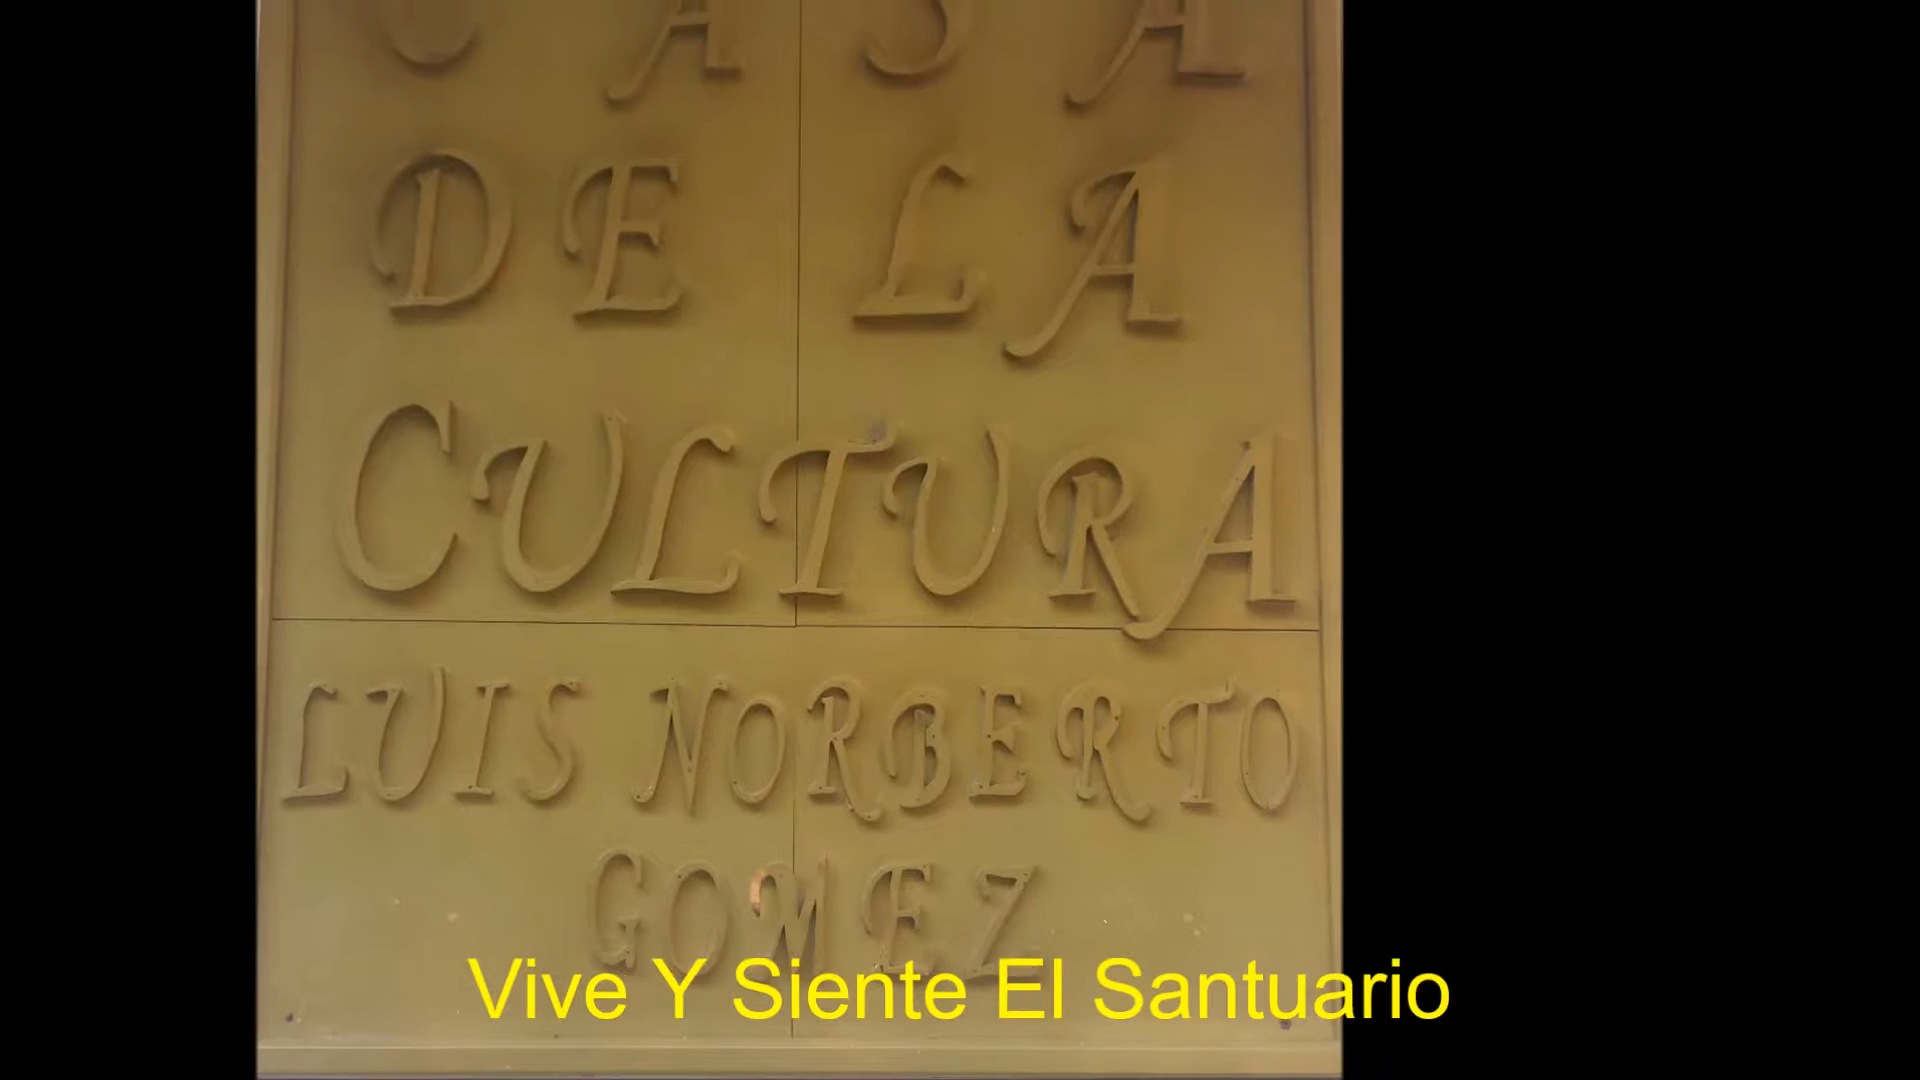 CASA
DE LA
CULTURA
LUIS NORBERTO
GOMEZ
Vive Y Siente El Santuario